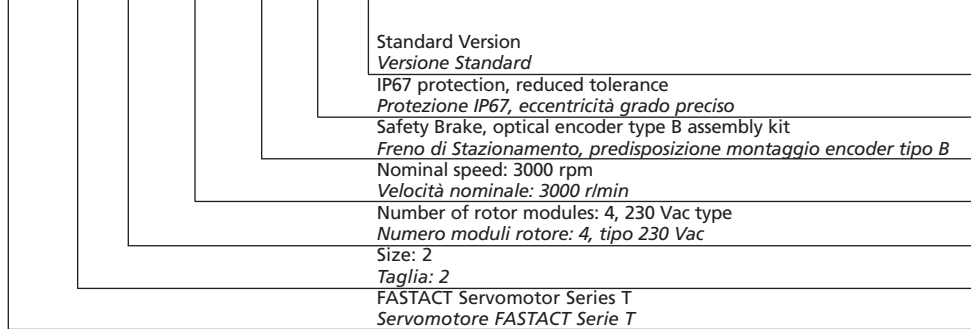 Standard Version
Versione Standard
IP67 protection, reduced tolerance
Protezione IP67, eccentricità grado preciso
Safety Brake, optical encoder type B assembly kit
Freno di Stazionamento, predisposizione montaggio encoder tipo B
Nominal speed: 3000 rpm
Velocità nominale: 3000 r/min
Number of rotor modules: 4, 230 Vac type
Numero moduli rotore: 4, tipo 230 Vac
Size: 2
Taglia: 2
FASTACT Servomotor Series T
Servomotore FASTACT Serie T